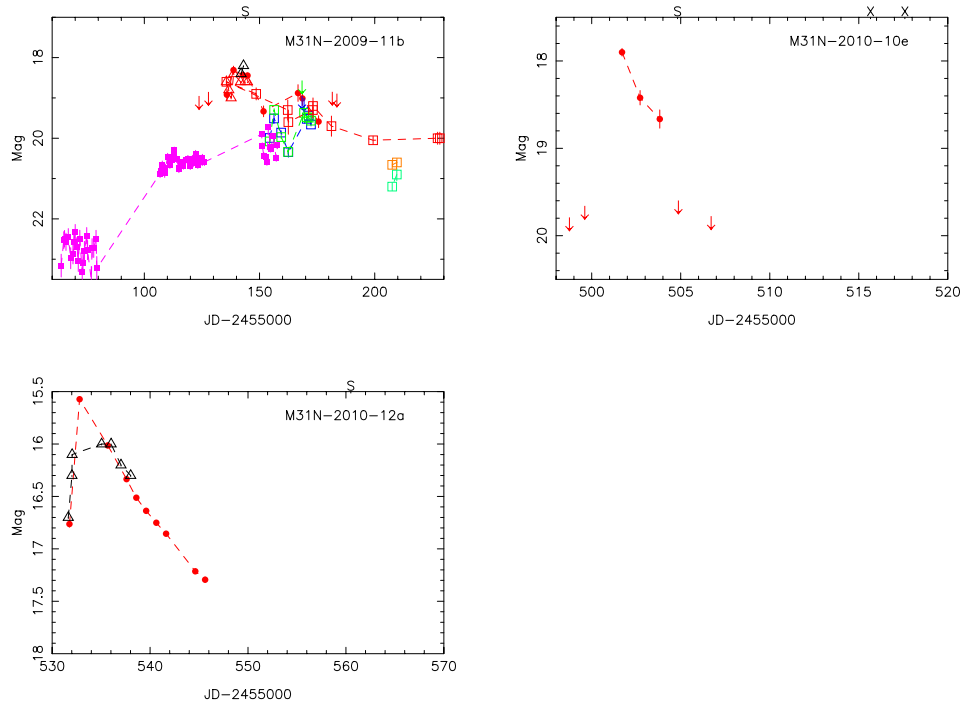 S
M31N-2009-11b
18
20
22
Mag
100 150 200
JD-2455000
S X X
M31N-2010-10e
18
19
20
Mag
500 505 510 515 520
JD-2455000
S
M31N-2010-12a
15.5
16
16.5
17
17.5
18
Mag
530 540 550 560 570
JD-2455000